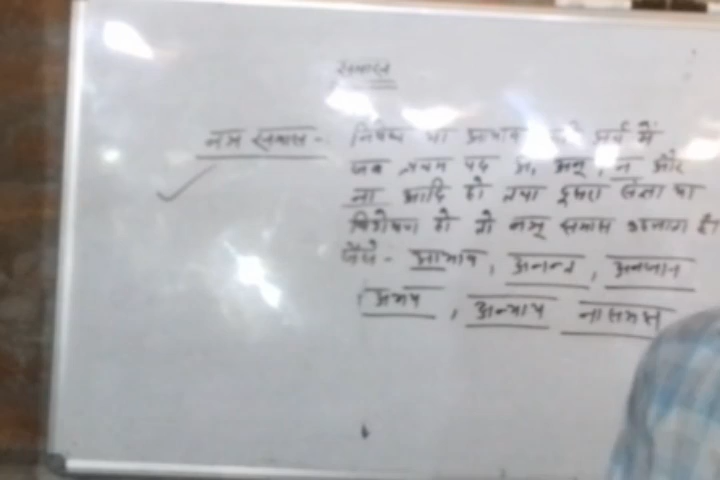 समास
नञ समास - निषेध या अभाव के अर्थ में
जब प्रथम पद अ, अन्, न और
ना आदि हो तथा दूसरा संज्ञा या
विशेषण हो तो नञ् समास कहलाता है।
जैसे - अभाव, अनन्त, अनजान
अभय, अन्याय नासमझ